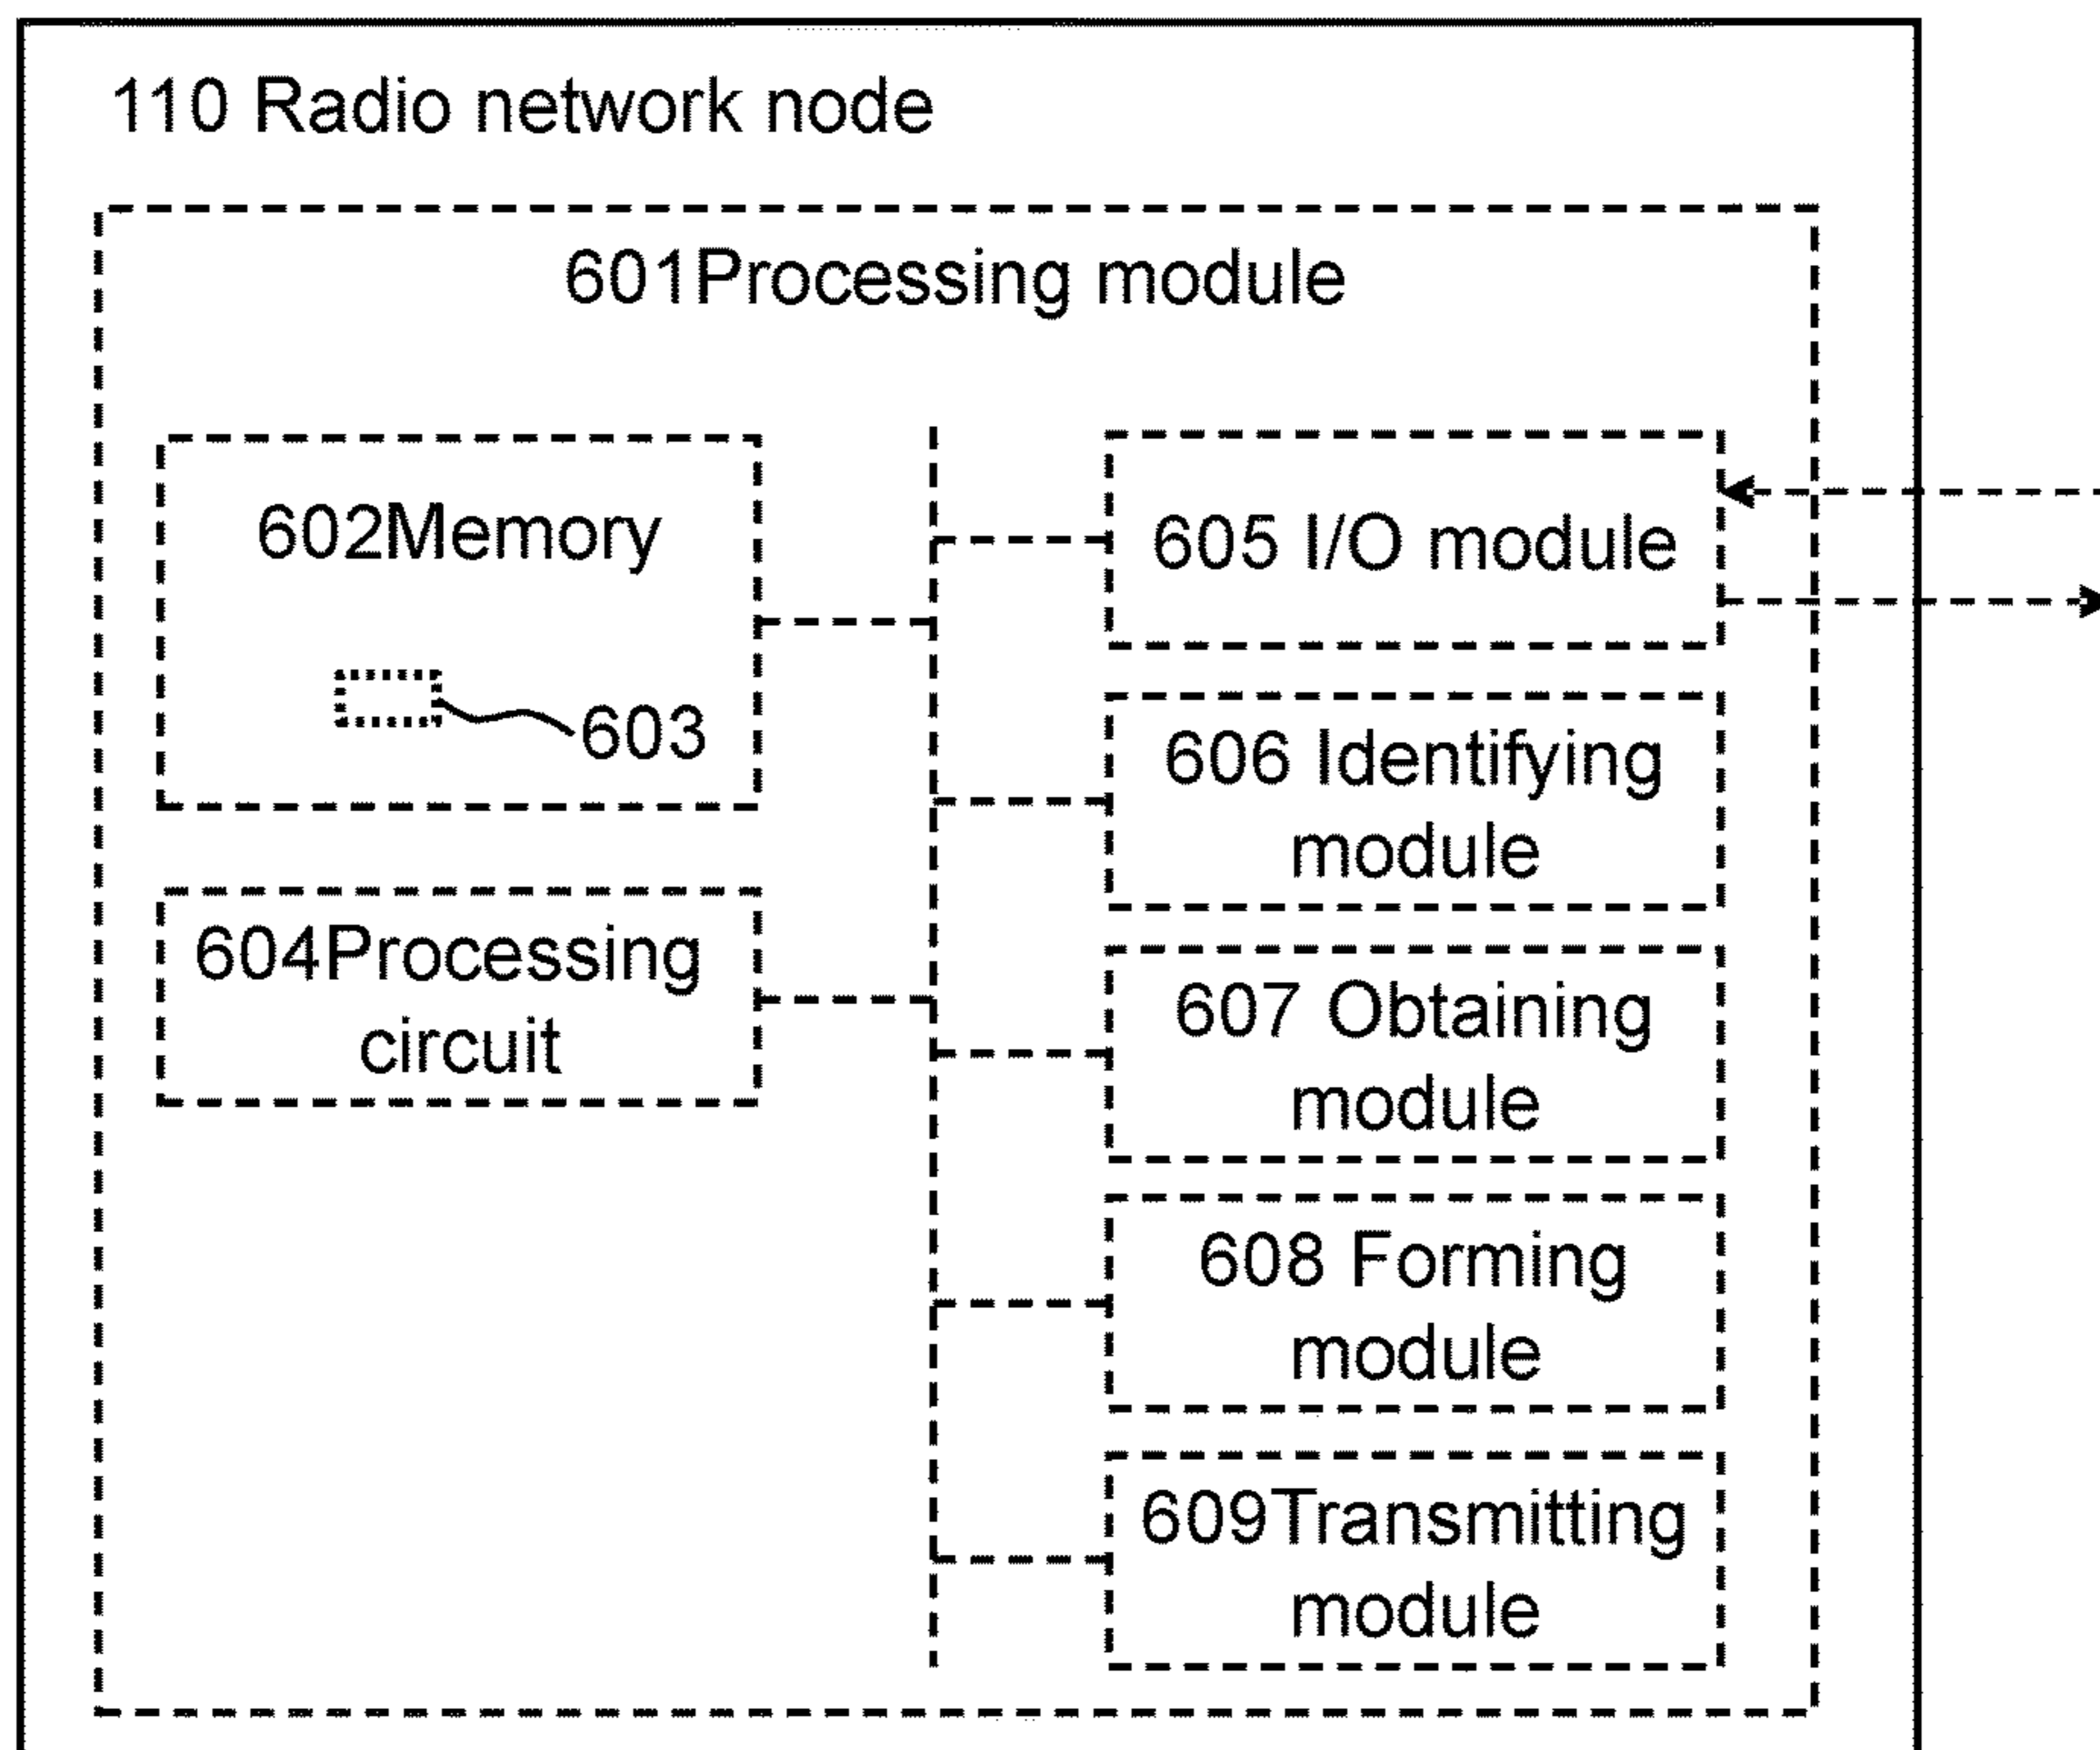 110 Radio network node
601Processing module
602Memory
603
604Processing
circuit
605 I/O module
606 Identifying
module
607 Obtaining
module
608 Forming
module
609Transmitting
module